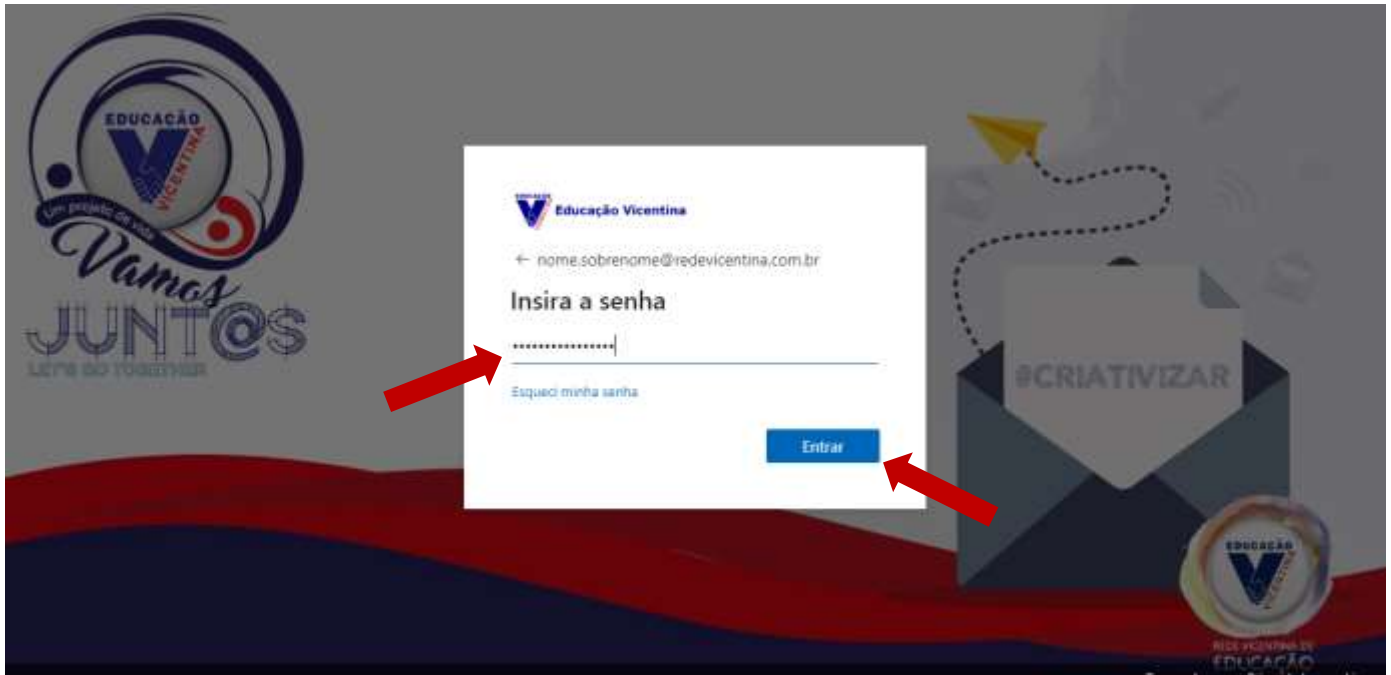 EDUCAÇÃO
VICENTINA
Um projeto de vida
Vamos
JUNT@S
LET'S GO TOGETHER
Educação Vicentina
← nome.sobrenome@redevicentina.com.br
Insira a senha
••••••••••••••••
Esqueci minha senha
Entrar
#CRIATIVIZAR
EDUCAÇÃO
VICENTINA
REDE VICENTINA DE
EDUCAÇÃO